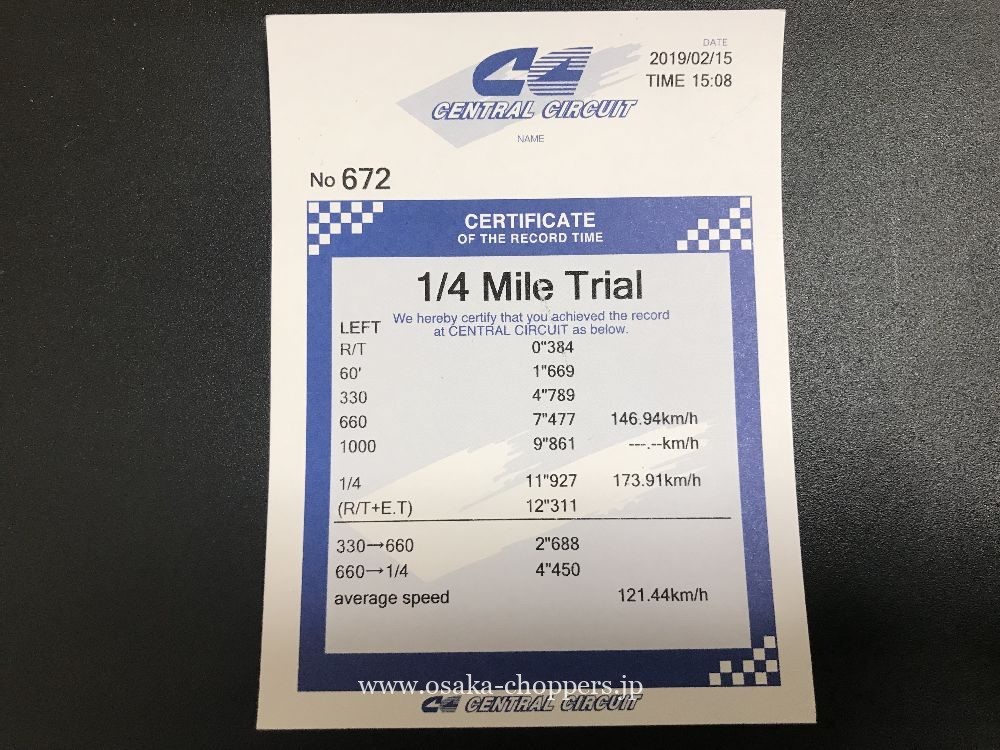 DATE
2019/02/15
TIME 15:08
CENTRAL CIRCUIT
NAME
No 672
CERTIFICATE
OF THE RECORD TIME
1/4 Mile Trial
We hereby certify that you achieved the record
at CENTRAL CIRCUIT as below.
LEFT
R/T 0"384
60' 1"669
330 4"789
660 7"477 146.94km/h
1000 9"861 ---.--km/h
1/4 11"927 173.91km/h
(R/T+E.T) 12"311
330→660 2"688
660→1/4 4"450
average speed 121.44km/h
www.osaka-choppers.jp
CENTRAL CIRCUIT